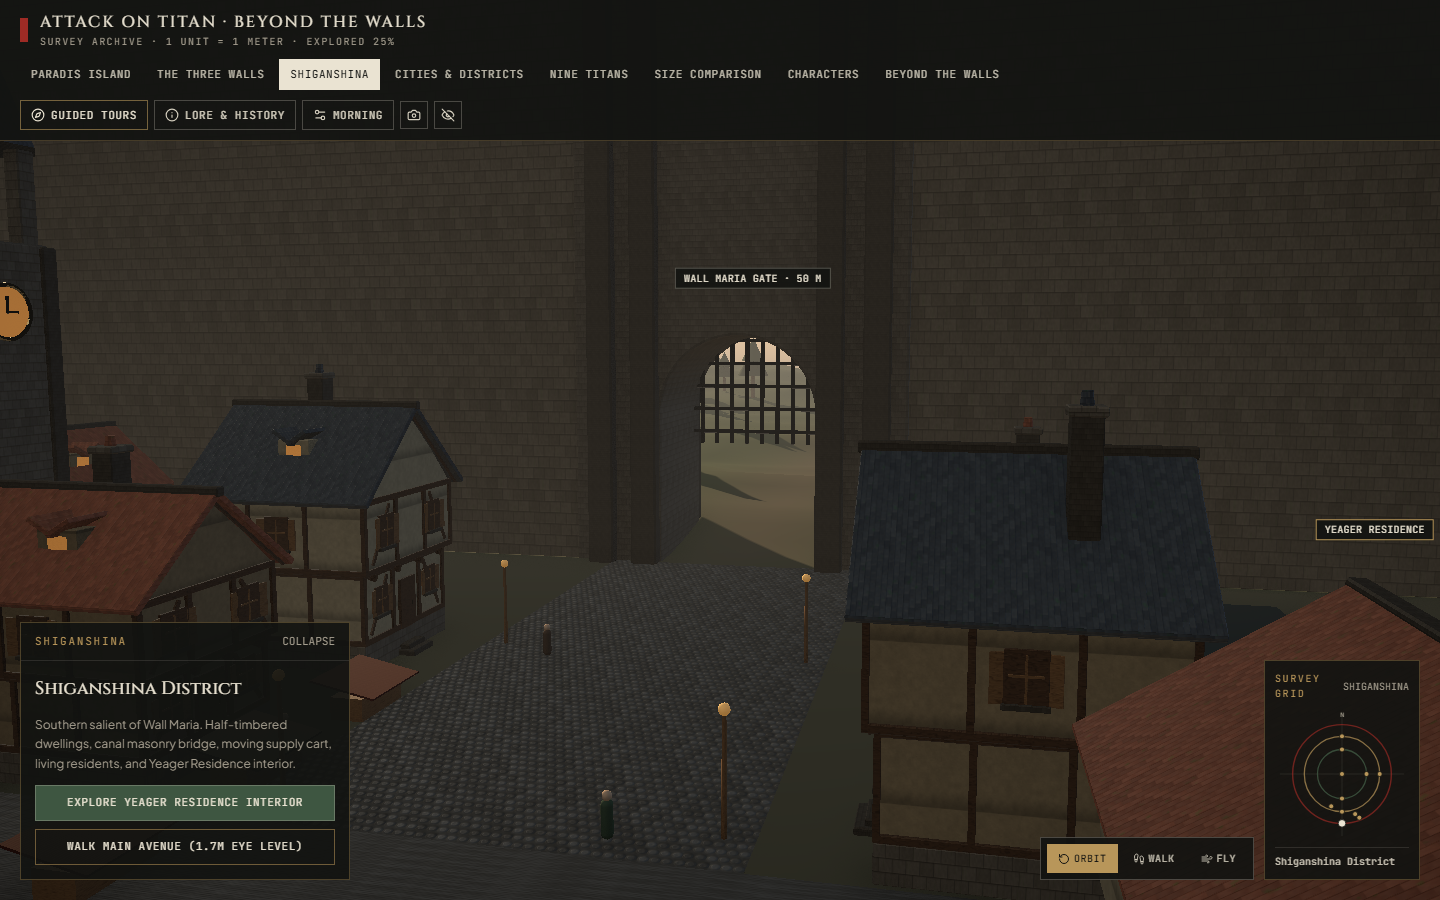 ATTACK ON TITAN · BEYOND THE WALLS
SURVEY ARCHIVE · 1 UNIT = 1 METER · EXPLORED 25%
PARADIS ISLAND
THE THREE WALLS
SHIGANSHINA
CITIES & DISTRICTS
NINE TITANS
SIZE COMPARISON
CHARACTERS
BEYOND THE WALLS
GUIDED TOURS
LORE & HISTORY
MORNING
WALL MARIA GATE · 50 M
YEAGER RESIDENCE
SHIGANSHINA
COLLAPSE
SHIGANSHINA DISTRICT
Southern salient of Wall Maria. Half-timbered
dwellings, canal masonry bridge, moving supply cart,
living residents, and Yeager Residence interior.
EXPLORE YEAGER RESIDENCE INTERIOR
WALK MAIN AVENUE (1.7M EYE LEVEL)
ORBIT
WALK
FLY
SURVEY
GRID
SHIGANSHINA
N
Shiganshina District